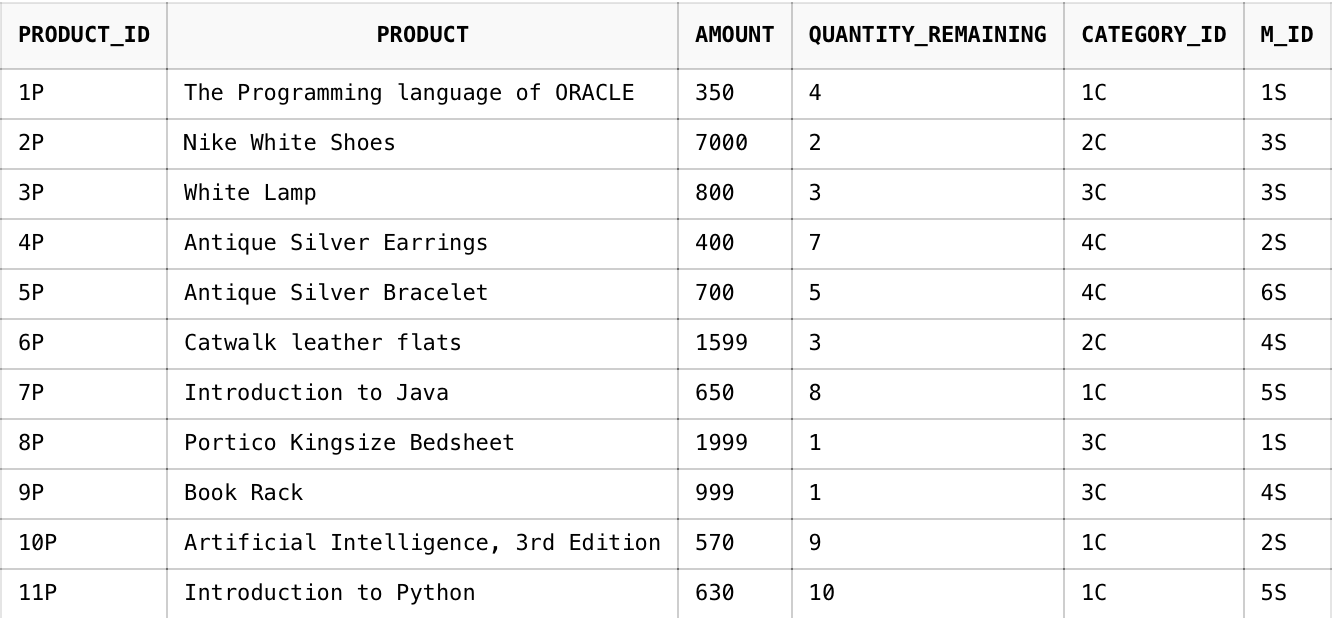 PRODUCT_ID PRODUCT AMOUNT QUANTITY_REMAINING CATEGORY_ID M_ID
1P The Programming language of ORACLE 350 4 1C 1S
2P Nike White Shoes 7000 2 2C 3S
3P White Lamp 800 3 3C 3S
4P Antique Silver Earrings 400 7 4C 2S
5P Antique Silver Bracelet 700 5 4C 6S
6P Catwalk leather flats 1599 3 2C 4S
7P Introduction to Java 650 8 1C 5S
8P Portico Kingsize Bedsheet 1999 1 3C 1S
9P Book Rack 999 1 3C 4S
10P Artificial Intelligence, 3rd Edition 570 9 1C 2S
11P Introduction to Python 630 10 1C 5S